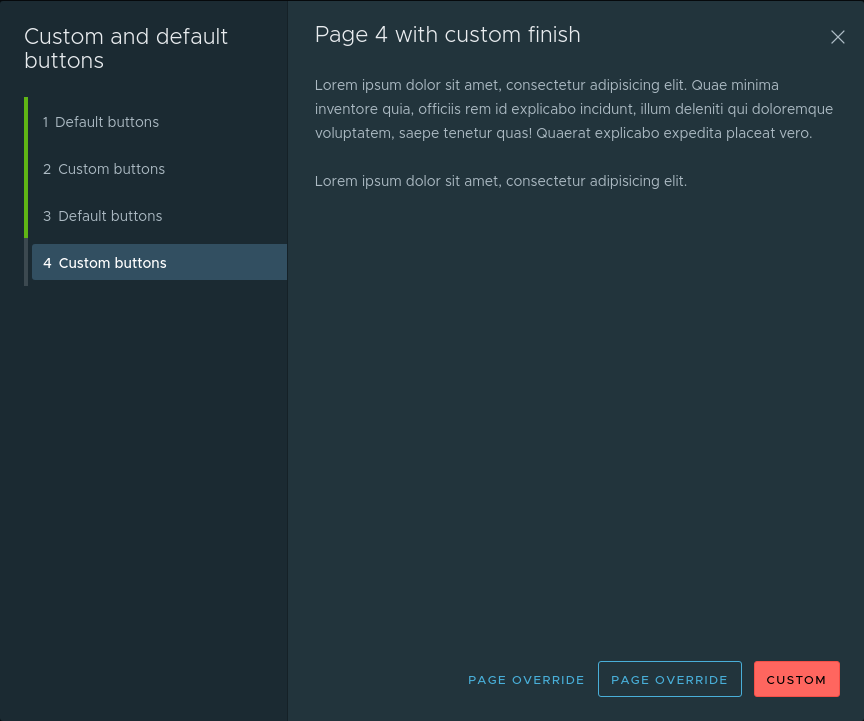 Custom and default
buttons
1 Default buttons
2 Custom buttons
3 Default buttons
4 Custom buttons
Page 4 with custom finish
Lorem ipsum dolor sit amet, consectetur adipisicing elit. Quae minima
inventore quia, officiis rem id explicabo incidunt, illum deleniti qui doloremque
voluptatem, saepe tenetur quas! Quaerat explicabo expedita placeat vero.
Lorem ipsum dolor sit amet, consectetur adipisicing elit.
PAGE OVERRIDE PAGE OVERRIDE CUSTOM